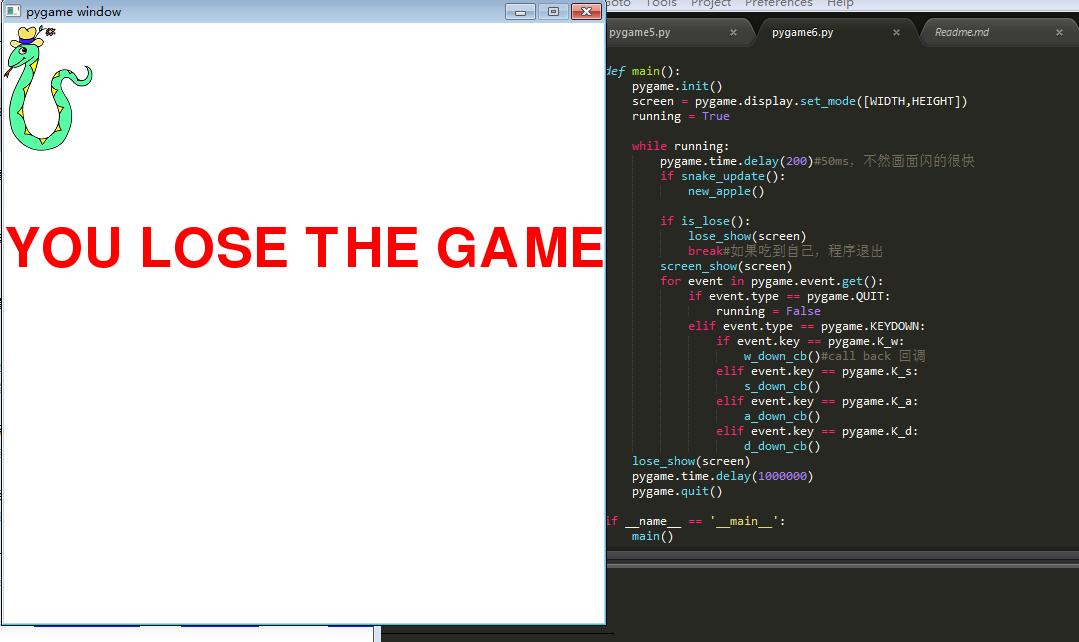 pygame window
YOU LOSE THE GAME
Goto Tools Project Preferences Help
pygame5.py × pygame6.py × Readme.md ×
def main():
pygame.init()
screen = pygame.display.set_mode([WIDTH,HEIGHT])
running = True
while running:
pygame.time.delay(200)#50ms，不然画面闪的很快
if snake_update():
new_apple()
if is_lose():
lose_show(screen)
break#如果吃到自己，程序退出
screen_show(screen)
for event in pygame.event.get():
if event.type == pygame.QUIT:
running = False
elif event.type == pygame.KEYDOWN:
if event.key == pygame.K_w:
w_down_cb()#call back 回调
elif event.key == pygame.K_s:
s_down_cb()
elif event.key == pygame.K_a:
a_down_cb()
elif event.key == pygame.K_d:
d_down_cb()
lose_show(screen)
pygame.time.delay(1000000)
pygame.quit()
if __name__ == '__main__':
main()